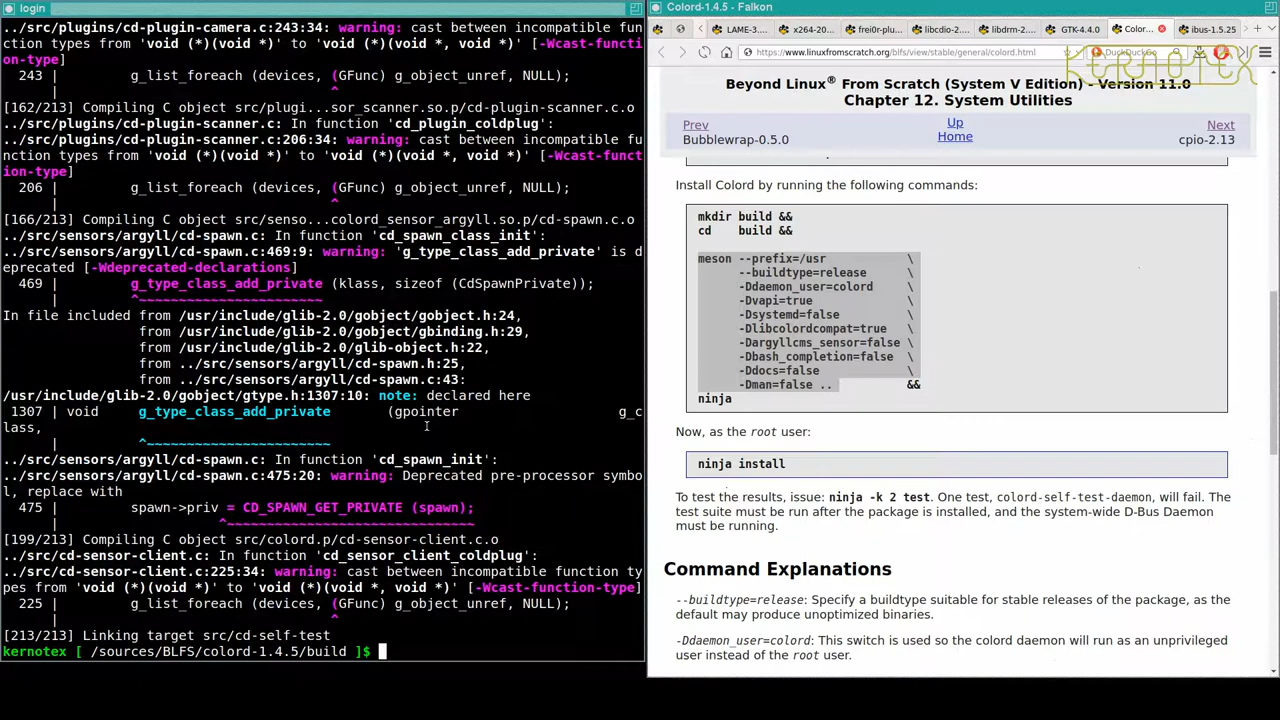 login
../src/plugins/cd-plugin-camera.c:243:34: warning: cast between incompatible fun
ction types from 'void (*)(void *)' to 'void (*)(void *, void *)' [-Wcast-functi
on-type]
  243 |         g_list_foreach (devices, (GFunc) g_object_unref, NULL);
      |                                  ^
[162/213] Compiling C object src/plugi...sor_scanner.so.p/cd-plugin-scanner.c.o
../src/plugins/cd-plugin-scanner.c: In function 'cd_plugin_coldplug':
../src/plugins/cd-plugin-scanner.c:206:34: warning: cast between incompatible fu
nction types from 'void (*)(void *)' to 'void (*)(void *, void *)' [-Wcast-funct
ion-type]
  206 |         g_list_foreach (devices, (GFunc) g_object_unref, NULL);
      |                                  ^
[166/213] Compiling C object src/senso...colord_sensor_argyll.so.p/cd-spawn.c.o
../src/sensors/argyll/cd-spawn.c: In function 'cd_spawn_class_init':
../src/sensors/argyll/cd-spawn.c:469:9: warning: 'g_type_class_add_private' is d
eprecated [-Wdeprecated-declarations]
  469 |         g_type_class_add_private (klass, sizeof (CdSpawnPrivate));
      |         ^~~~~~~~~~~~~~~~~~~~~~~~
In file included from /usr/include/glib-2.0/gobject/gobject.h:24,
                 from /usr/include/glib-2.0/gobject/gbinding.h:29,
                 from /usr/include/glib-2.0/glib-object.h:22,
                 from ../src/sensors/argyll/cd-spawn.h:25,
                 from ../src/sensors/argyll/cd-spawn.c:43:
/usr/include/glib-2.0/gobject/gtype.h:1307:10: note: declared here
 1307 | void     g_type_class_add_private       (gpointer                    g_c
lass,
      |          ^~~~~~~~~~~~~~~~~~~~~~~~
../src/sensors/argyll/cd-spawn.c: In function 'cd_spawn_init':
../src/sensors/argyll/cd-spawn.c:475:20: warning: Deprecated pre-processor symbo
l, replace with
  475 |         spawn->priv = CD_SPAWN_GET_PRIVATE (spawn);
      |                    ^~~~~~~~~~~~~~~~~~~~~~~~~~~~~~~~
[199/213] Compiling C object src/colord.p/cd-sensor-client.c.o
../src/cd-sensor-client.c: In function 'cd_sensor_client_coldplug':
../src/cd-sensor-client.c:225:34: warning: cast between incompatible function ty
pes from 'void (*)(void *)' to 'void (*)(void *, void *)' [-Wcast-function-type]
  225 |         g_list_foreach (devices, (GFunc) g_object_unref, NULL);
      |                                  ^
[213/213] Linking target src/cd-self-test
kernotex [ /sources/BLFS/colord-1.4.5/build ]$
Colord-1.4.5 - Falkon
LAME-3.... x264-20... frei0r-plu... libcdio-2... libdrm-2... GTK-4.4.0 Color... ibus-1.5.25
https://www.linuxfromscratch.org/blfs/view/stable/general/colord.html DuckDuckGo
KERNOTEX
Beyond Linux® From Scratch (System V Edition) - Version 11.0
Chapter 12. System Utilities
Prev Up Next
Bubblewrap-0.5.0 Home cpio-2.13
Install Colord by running the following commands:
mkdir build &&
cd    build &&
meson --prefix=/usr            \
      --buildtype=release      \
      -Ddaemon_user=colord     \
      -Dvapi=true              \
      -Dsystemd=false          \
      -Dlibcolordcompat=true   \
      -Dargyllcms_sensor=false \
      -Dbash_completion=false  \
      -Ddocs=false             \
      -Dman=false ..           &&
ninja
Now, as the root user:
ninja install
To test the results, issue: ninja -k 2 test. One test, colord-self-test-daemon, will fail. The
test suite must be run after the package is installed, and the system-wide D-Bus Daemon
must be running.
Command Explanations
--buildtype=release: Specify a buildtype suitable for stable releases of the package, as the
default may produce unoptimized binaries.
-Ddaemon_user=colord: This switch is used so the colord daemon will run as an unprivileged
user instead of the root user.